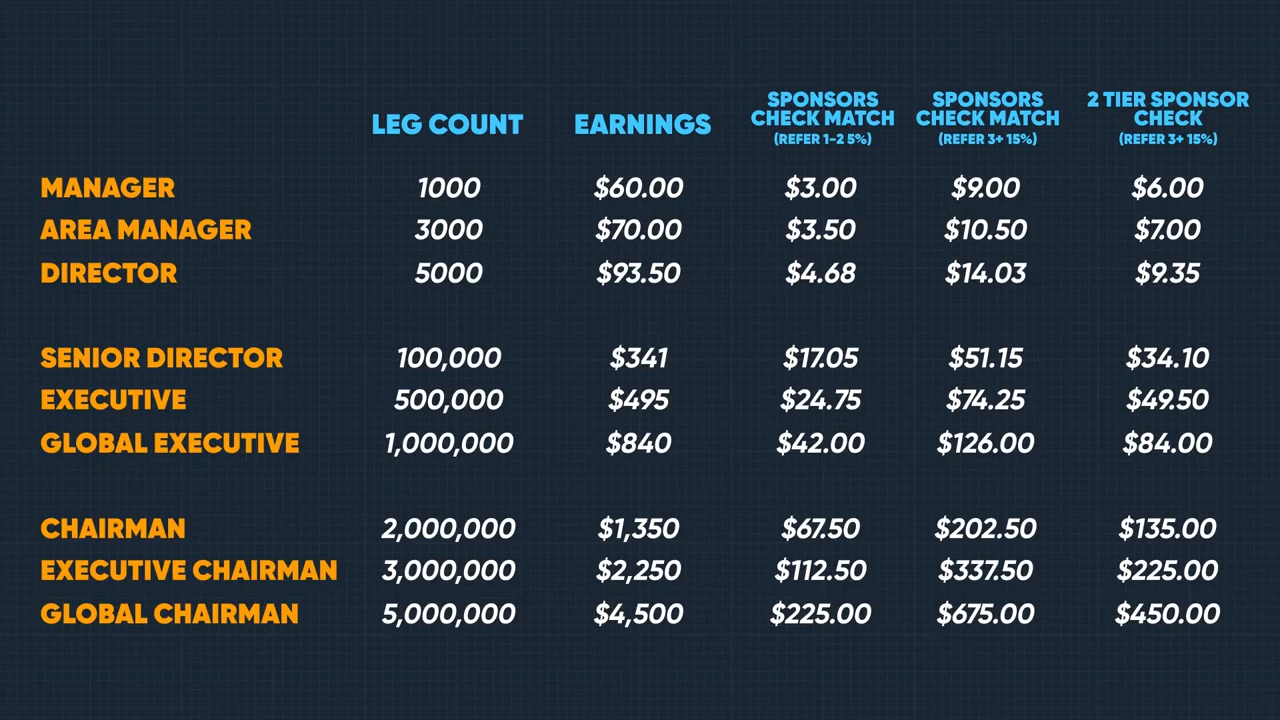 LEG COUNT EARNINGS SPONSORS CHECK MATCH (REFER 1-2 5%) SPONSORS CHECK MATCH (REFER 3+ 15%) 2 TIER SPONSOR CHECK (REFER 3+ 15%)
MANAGER 1000 $60.00 $3.00 $9.00 $6.00
AREA MANAGER 3000 $70.00 $3.50 $10.50 $7.00
DIRECTOR 5000 $93.50 $4.68 $14.03 $9.35
SENIOR DIRECTOR 100,000 $341 $17.05 $51.15 $34.10
EXECUTIVE 500,000 $495 $24.75 $74.25 $49.50
GLOBAL EXECUTIVE 1,000,000 $840 $42.00 $126.00 $84.00
CHAIRMAN 2,000,000 $1,350 $67.50 $202.50 $135.00
EXECUTIVE CHAIRMAN 3,000,000 $2,250 $112.50 $337.50 $225.00
GLOBAL CHAIRMAN 5,000,000 $4,500 $225.00 $675.00 $450.00